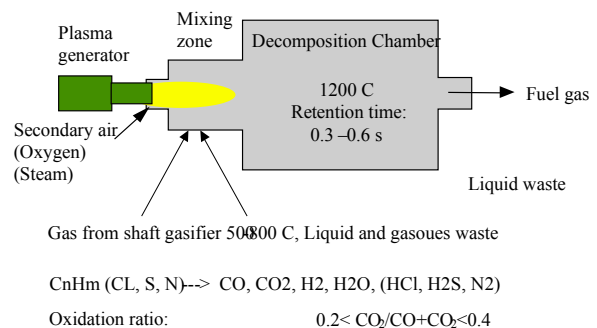 Plasma
generator
Mixing
zone
Decomposition Chamber
1200 C
Retention time:
0.3 –0.6 s
Fuel gas
Secondary air
(Oxygen)
(Steam)
Liquid waste
Gas from shaft gasifier 500-800 C, Liquid and gasoues waste
CnHm (CL, S, N)---> CO, CO2, H2, H2O, (HCl, H2S, N2)
Oxidation ratio: 0.2< CO2/CO+CO2<0.4